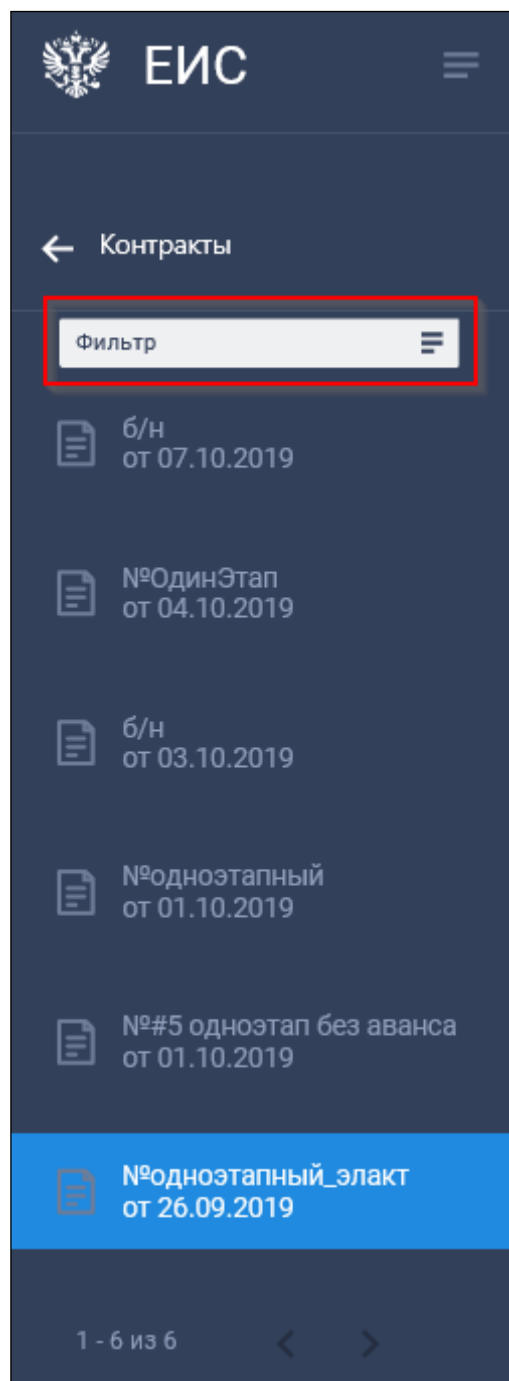 ЕИС
Контракты
Фильтр
б/н
от 07.10.2019
№ОдинЭтап
от 04.10.2019
б/н
от 03.10.2019
№одноэтапный
от 01.10.2019
№#5 одноэтап без аванса
от 01.10.2019
№одноэтапный_элакт
от 26.09.2019
1 - 6 из 6